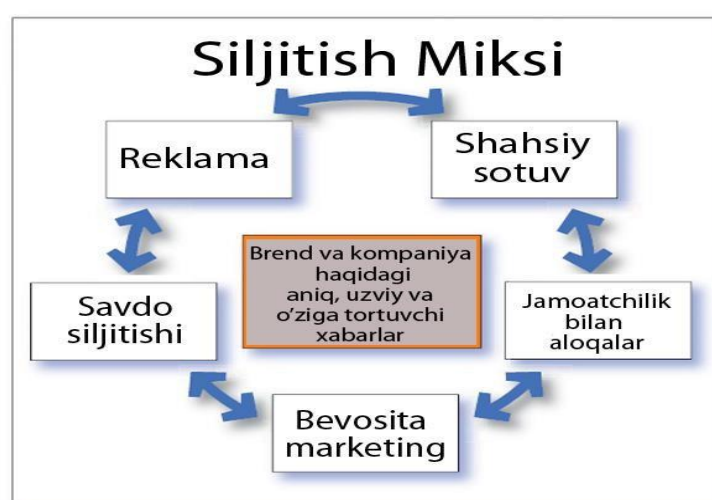 Siljitish Miksi
Reklama
Shahsiy
sotuv
Brend va kompaniya
haqidagi
aniq, uzviy va
o’ziga tortuvchi
xabarlar
Savdo
siljitishi
Jamoatchilik
bilan
aloqalar
Bevosita
marketing